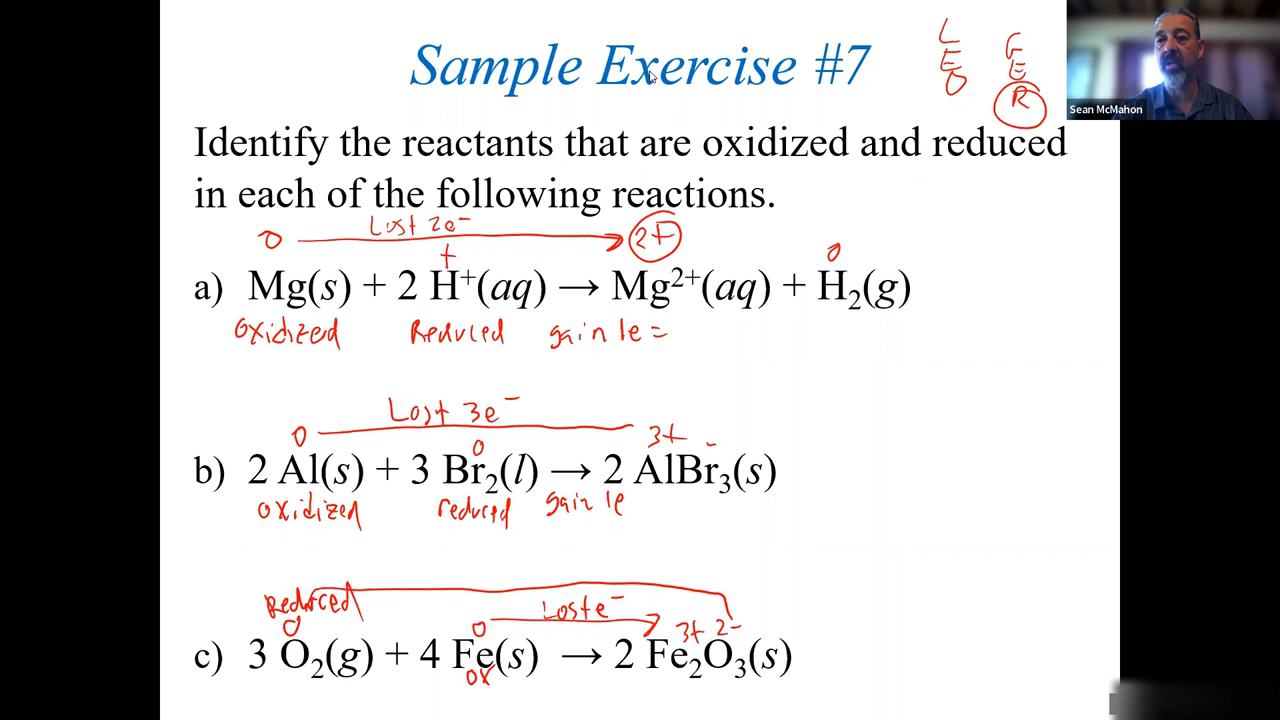 Sample Exercise #7
L
E
O
G
E
R
Sean McMahon
Identify the reactants that are oxidized and reduced
in each of the following reactions.
Lost 2e⁻
0 2+
+ 0
a) Mg(s) + 2 H⁺(aq) → Mg²⁺(aq) + H₂(g)
oxidized Reduced gain 1e⁻
Lost 3e⁻
0 0 3+ -
b) 2 Al(s) + 3 Br₂(l) → 2 AlBr₃(s)
oxidized reduced gain 1e
Reduced Lost e⁻
0 0 3+ 2-
c) 3 O₂(g) + 4 Fe(s) → 2 Fe₂O₃(s)
ox